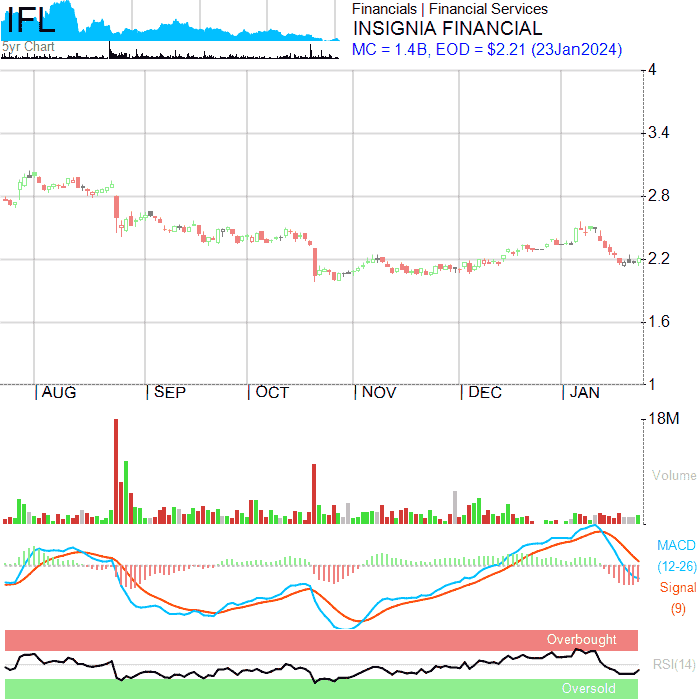 IFL
5yr Chart
Financials | Financial Services
INSIGNIA FINANCIAL
MC = 1.4B, EOD = $2.21 (23Jan2024)
4
3.4
2.8
2.2
1.6
1
| AUG | SEP | OCT | NOV | DEC | JAN
18M
Volume
MACD
(12-26)
Signal
(9)
Overbought
RSI(14)
Oversold